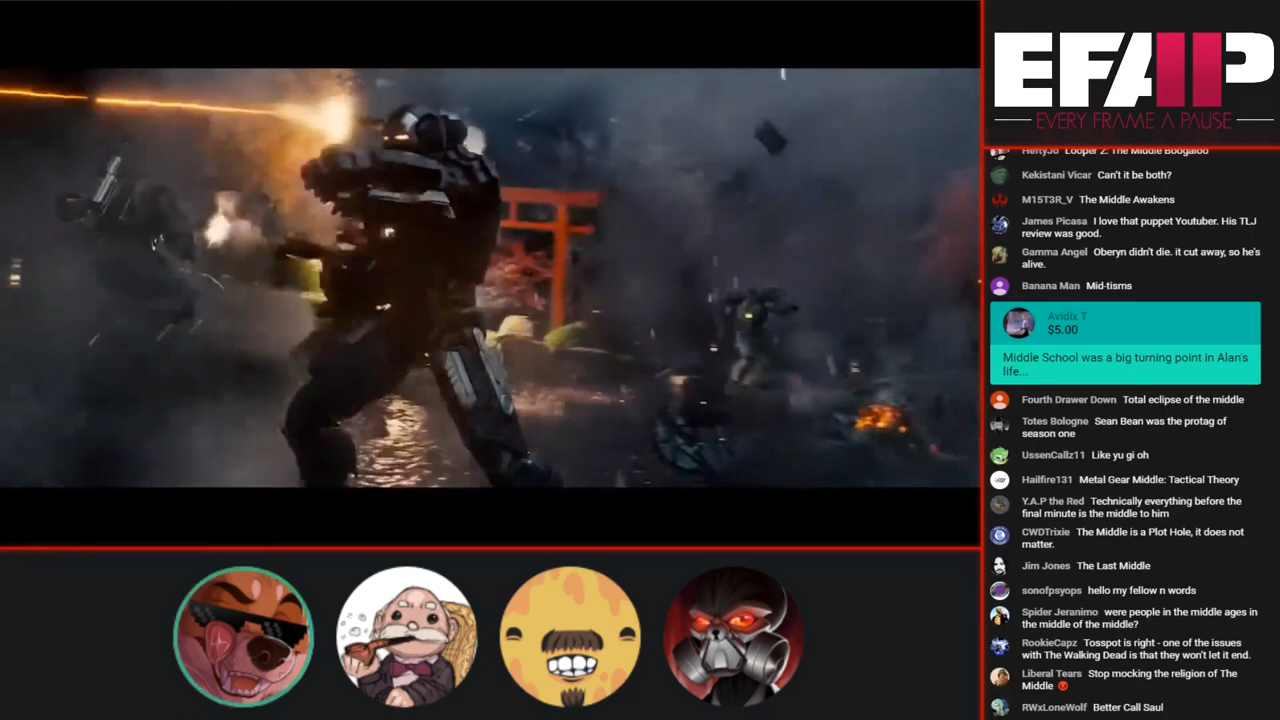 EFAP
EVERY FRAME A PAUSE
HeftyJo Looper 2: The Middle Boogaloo
Kekistani Vicar Can't it be both?
M15T3R_V The Middle Awakens
James Picasa I love that puppet Youtuber. His TLJ
review was good.
Gamma Angel Oberyn didn't die. it cut away, so he's
alive.
Banana Man Mid-tisms
Avidix T
$5.00
Middle School was a big turning point in Alan's
life...
Fourth Drawer Down Total eclipse of the middle
Totes Bologne Sean Bean was the protag of
season one
UssenCallz11 Like yu gi oh
Hailfire131 Metal Gear Middle: Tactical Theory
Y.A.P the Red Technically everything before the
final minute is the middle to him
CWDTrixie The Middle is a Plot Hole, it does not
matter.
Jim Jones The Last Middle
sonofpsyops hello my fellow n words
Spider Jeranimo were people in the middle ages in
the middle of the middle?
RookieCapz Tosspot is right - one of the issues
with The Walking Dead is that they won't let it end.
Liberal Tears Stop mocking the religion of The
Middle
RWxLoneWolf Better Call Saul